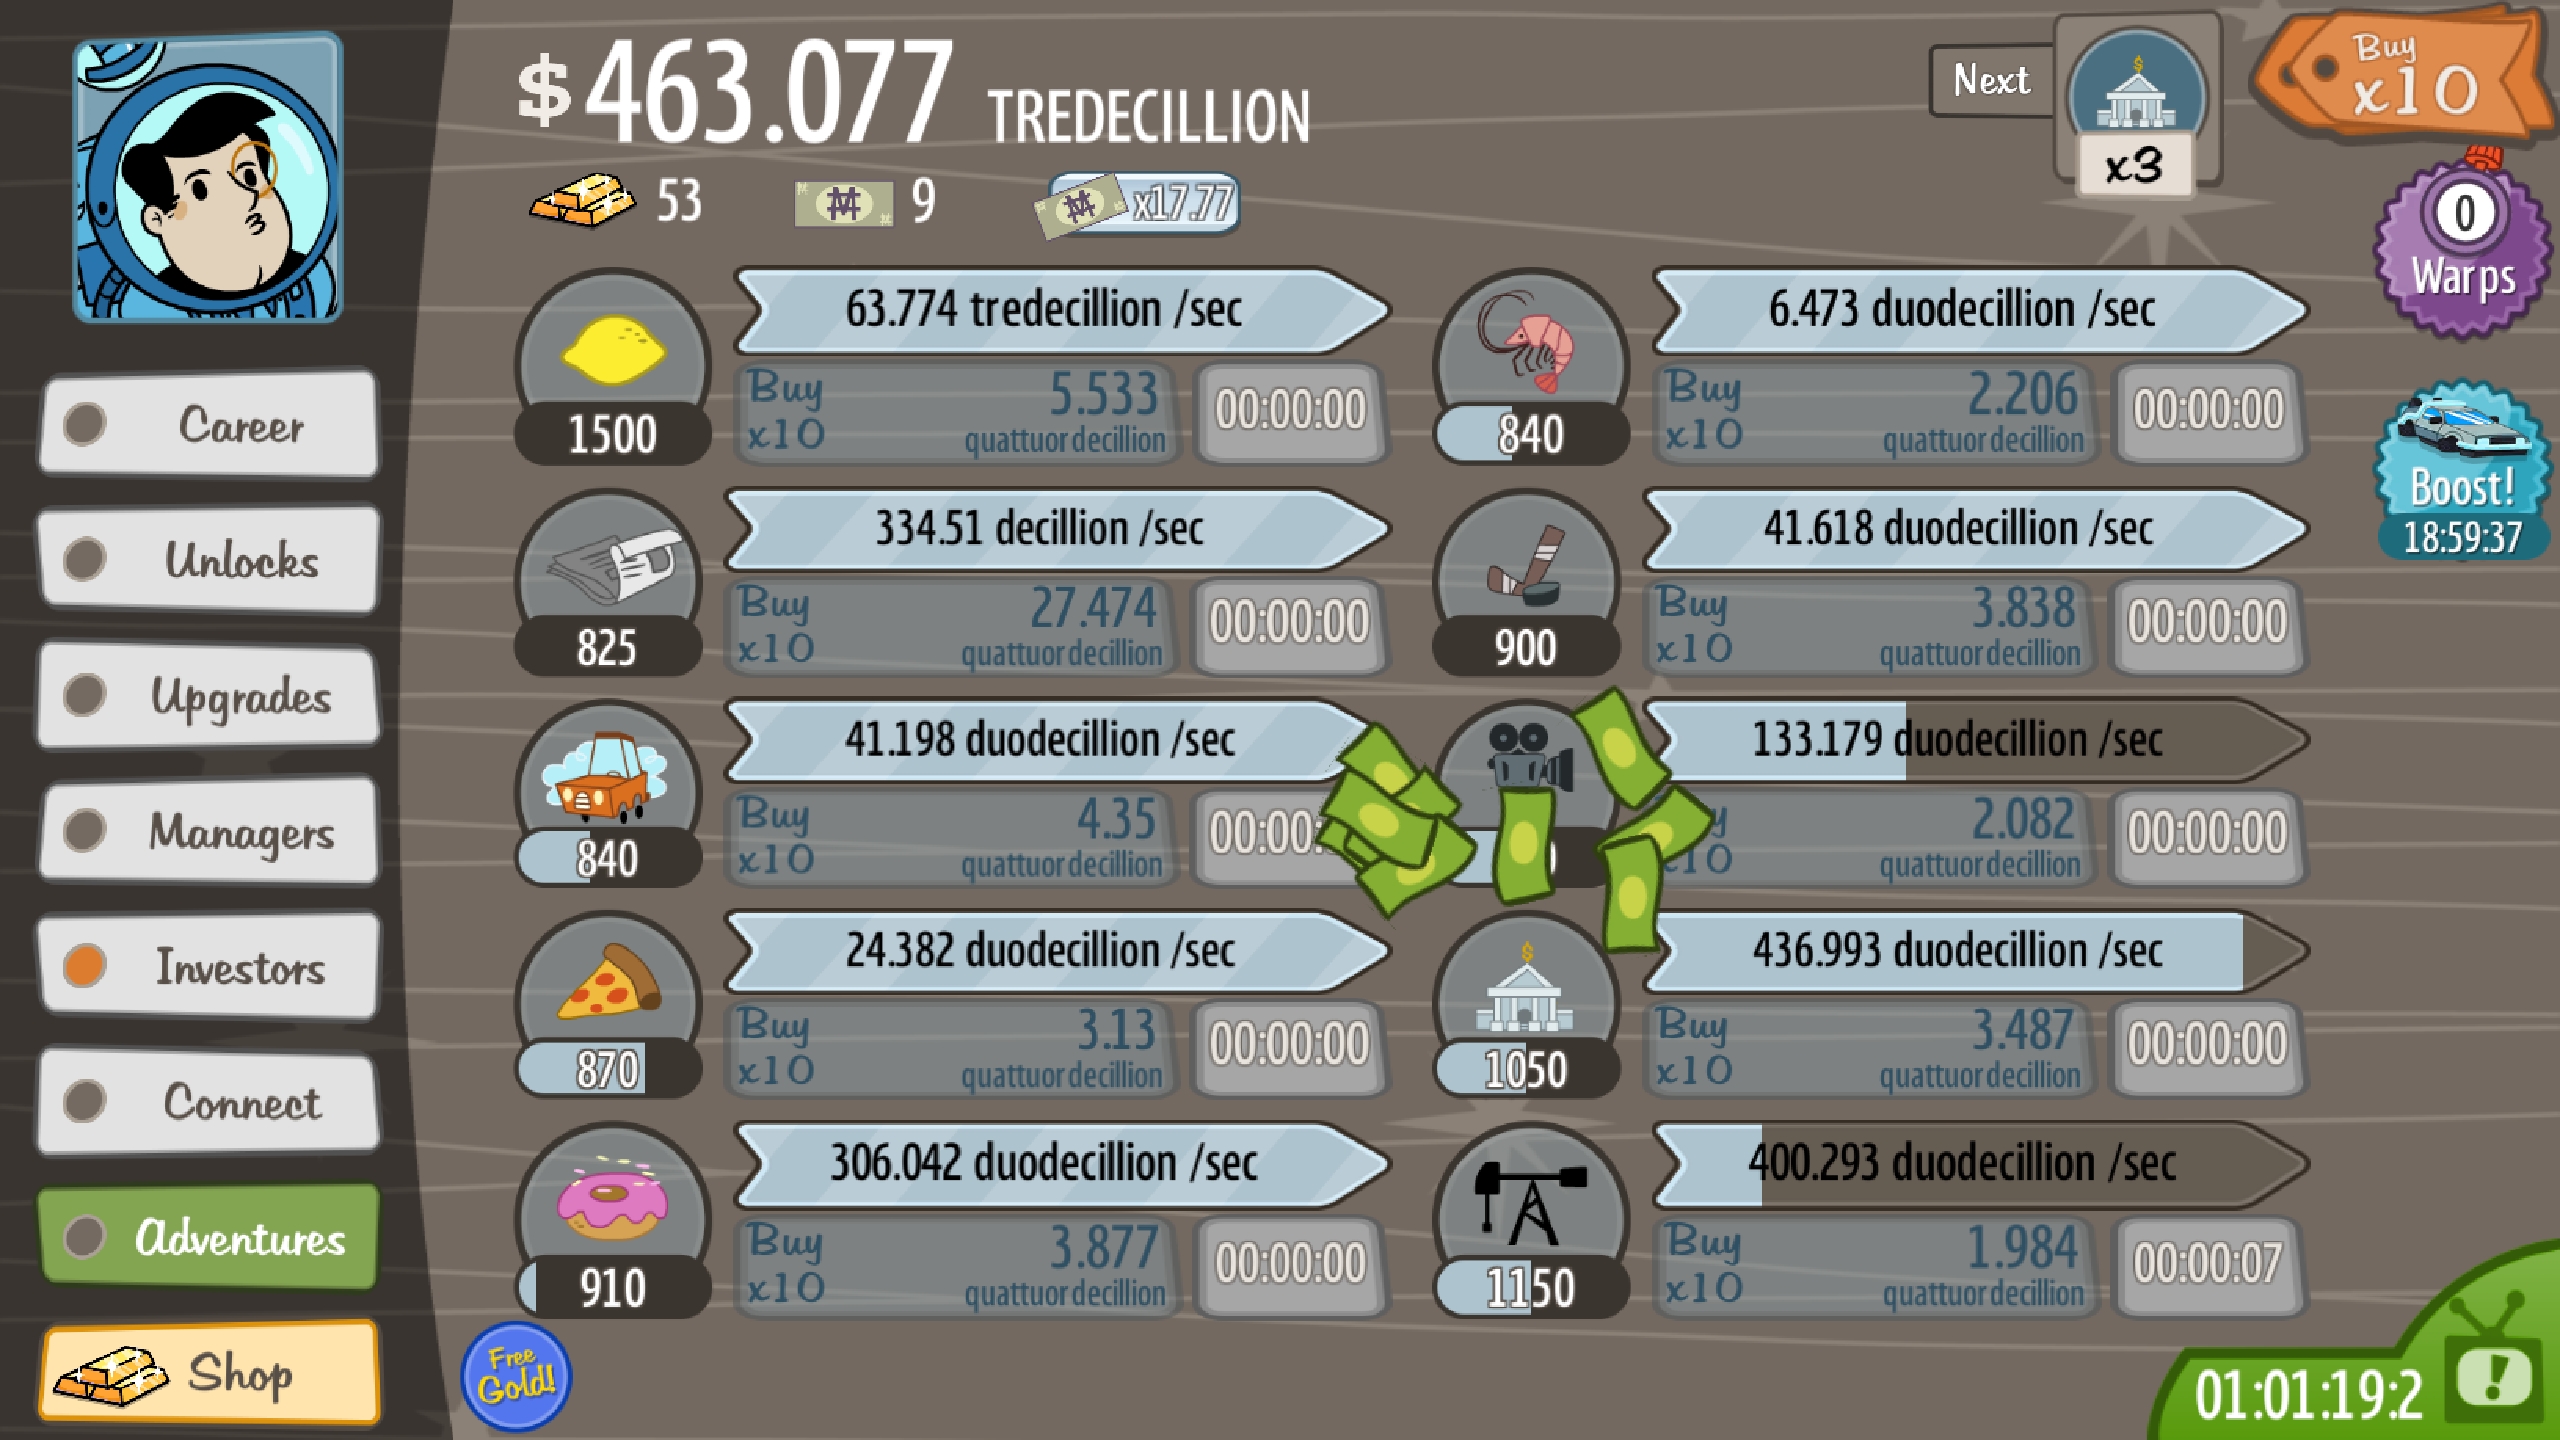 $463.077 TREDECILLION
53
9
x17.77
Next
x3
Buy
x10
0
Warps
Boost!
18:59:37
Career
Unlocks
Upgrades
Managers
Investors
Connect
Adventures
Shop
63.774 tredecillion /sec
1500
Buy
x10
5.533
quattuordecillion
00:00:00
6.473 duodecillion /sec
840
Buy
x10
2.206
quattuordecillion
00:00:00
334.51 decillion /sec
825
Buy
x10
27.474
quattuordecillion
00:00:00
41.618 duodecillion /sec
900
Buy
x10
3.838
quattuordecillion
00:00:00
41.198 duodecillion /sec
840
Buy
x10
4.35
quattuordecillion
133.179 duodecillion /sec
2.082
quattuordecillion
00:00:00
24.382 duodecillion /sec
870
Buy
x10
3.13
quattuordecillion
00:00:00
436.993 duodecillion /sec
1050
Buy
x10
3.487
quattuordecillion
00:00:00
306.042 duodecillion /sec
910
Buy
x10
3.877
quattuordecillion
00:00:00
400.293 duodecillion /sec
1150
Buy
x10
1.984
quattuordecillion
00:00:07
Free
Gold!
01:01:19:2